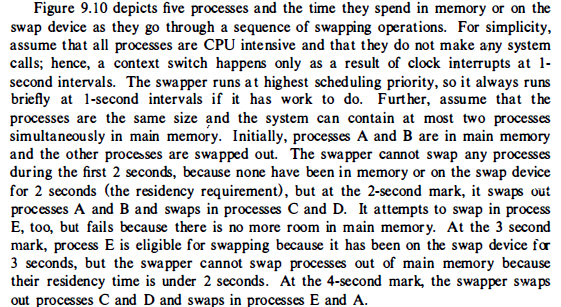 Figure 9.10 depicts five processes and the time they spend in memory or on the
swap device as they go through a sequence of swapping operations. For simplicity,
assume that all processes are CPU intensive and that they do not make any system
calls; hence, a context switch happens only as a result of clock interrupts at 1-
second intervals. The swapper runs at highest scheduling priority, so it always runs
briefly at 1-second intervals if it has work to do. Further, assume that the
processes are the same size and the system can contain at most two processes
simultaneously in main memory. Initially, processes A and B are in main memory
and the other processes are swapped out. The swapper cannot swap any processes
during the first 2 seconds, because none have been in memory or on the swap device
for 2 seconds (the residency requirement), but at the 2-second mark, it swaps out
processes A and B and swaps in processes C and D. It attempts to swap in process
E, too, but fails because there is no more room in main memory. At the 3 second
mark, process E is eligible for swapping because it has been on the swap device for
3 seconds, but the swapper cannot swap processes out of main memory because
their residency time is under 2 seconds. At the 4-second mark, the swapper swaps
out processes C and D and swaps in processes E and A.